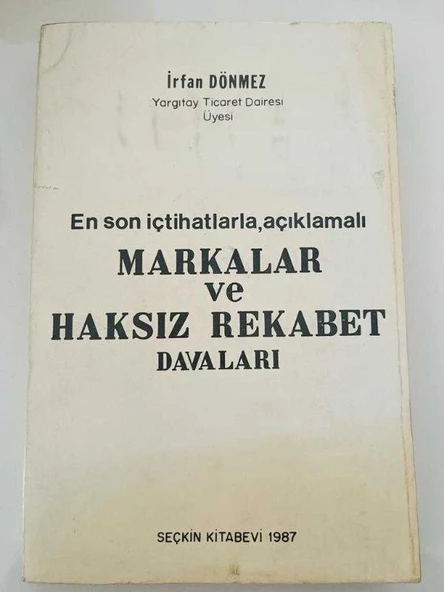 İrfan DÖNMEZ
Yargıtay Ticaret Dairesi
Üyesi
En son içtihatlarla,açıklamalı
MARKALAR
ve
HAKSIZ REKABET
DAVALARI
SEÇKİN KİTABEVİ 1987